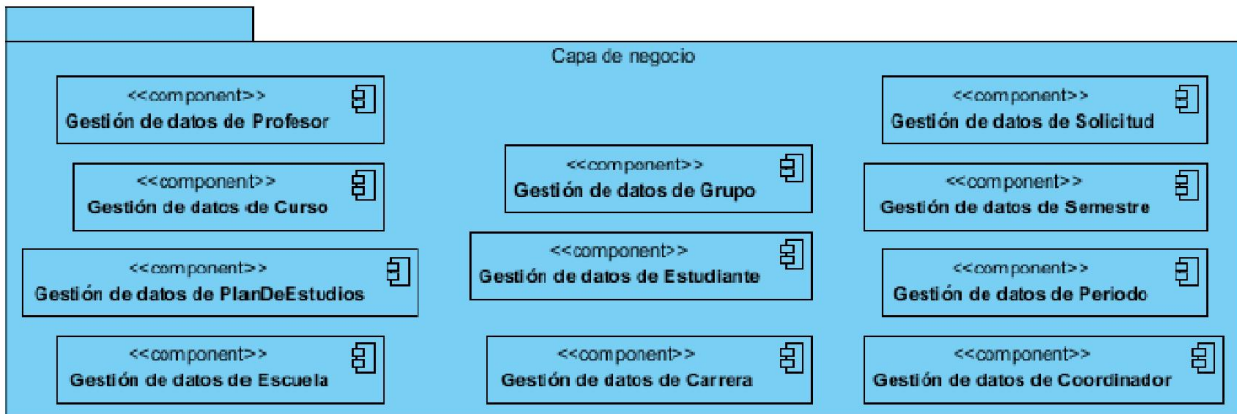 Capa de negocio
<<component>>
Gestión de datos de Profesor
<<component>>
Gestión de datos de Curso
<<component>>
Gestión de datos de PlanDeEstudios
<<component>>
Gestión de datos de Escuela
<<component>>
Gestión de datos de Grupo
<<component>>
Gestión de datos de Estudiante
<<component>>
Gestión de datos de Carrera
<<component>>
Gestión de datos de Solicitud
<<component>>
Gestión de datos de Semestre
<<component>>
Gestión de datos de Periodo
<<component>>
Gestión de datos de Coordinador